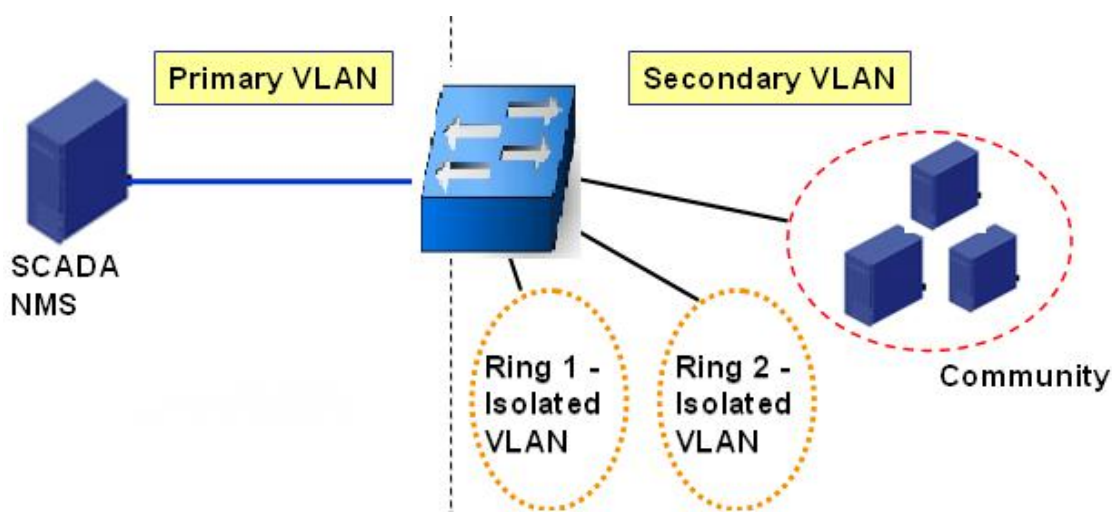 Primary VLAN
Secondary VLAN
SCADA
NMS
Ring 1 -
Isolated
VLAN
Ring 2 -
Isolated
VLAN
Community